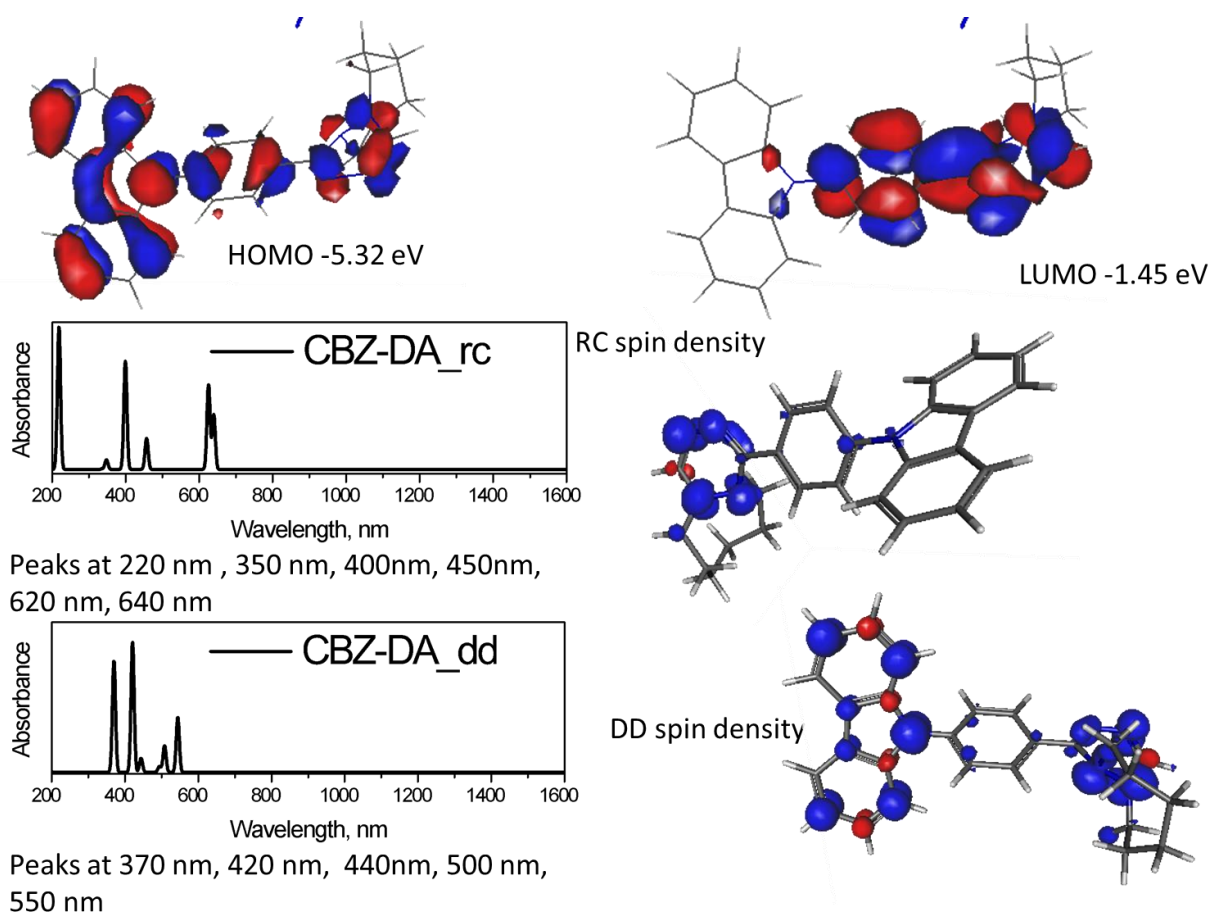 HOMO -5.32 eV
LUMO -1.45 eV
Absorbance
CBZ-DA_rc
200 400 600 800 1000 1200 1400 1600
Wavelength, nm
Peaks at 220 nm , 350 nm, 400nm, 450nm,
620 nm, 640 nm
RC spin density
Absorbance
CBZ-DA_dd
200 400 600 800 1000 1200 1400 1600
Wavelength, nm
Peaks at 370 nm, 420 nm,  440nm, 500 nm,
550 nm
DD spin density